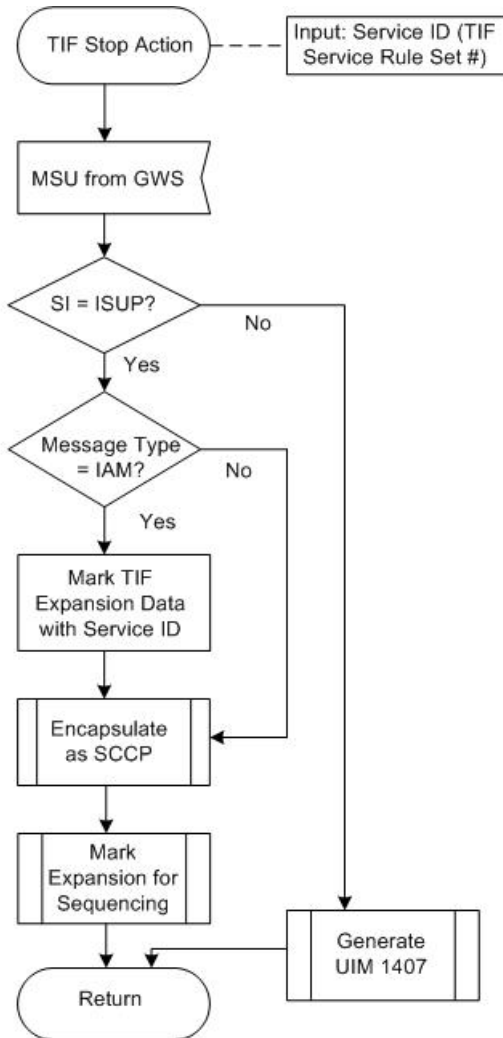 TIF Stop Action
Input: Service ID (TIF
Service Rule Set #)
MSU from GWS
SI = ISUP?
No
Yes
Message Type
= IAM?
No
Yes
Mark TIF
Expansion Data
with Service ID
Encapsulate
as SCCP
Mark
Expansion for
Sequencing
Generate
UIM 1407
Return